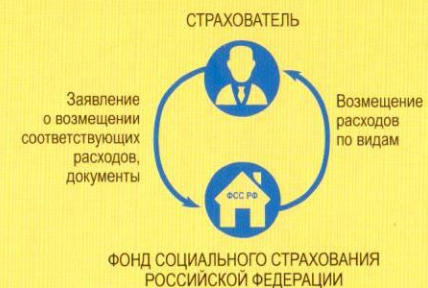 СТРАХОВАТЕЛЬ
Заявление
о возмещении
соответствующих
расходов,
документы
Возмещение
расходов
по видам
ФСС РФ
ФОНД СОЦИАЛЬНОГО СТРАХОВАНИЯ
РОССИЙСКОЙ ФЕДЕРАЦИИ